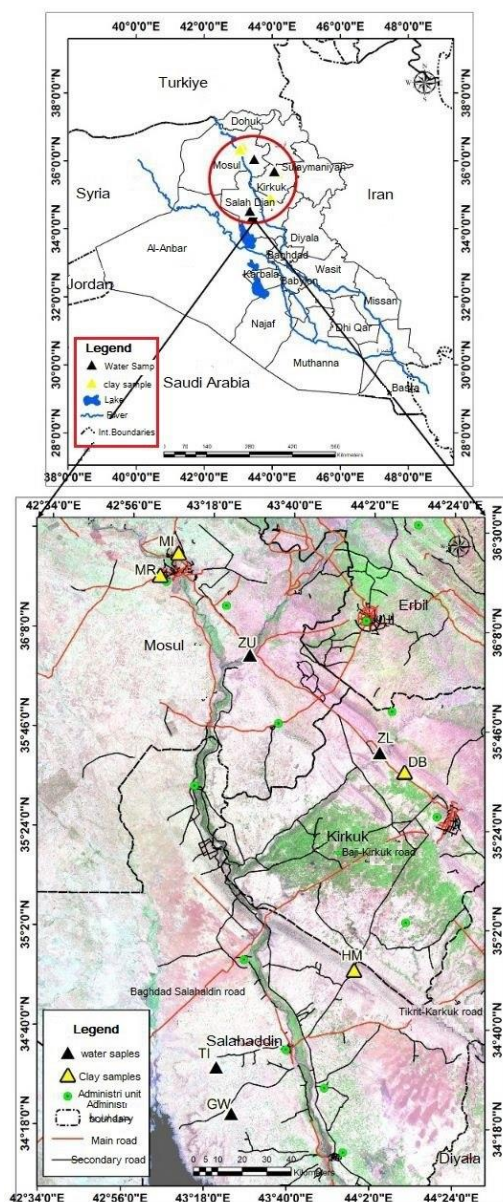 40°0'0"E 42°0'0"E 44°0'0"E 46°0'0"E 48°0'0"E
38°0'0"N
36°0'0"N
34°0'0"N
32°0'0"N
30°0'0"N
28°0'0"N
Turkiye
Dohuk
Mosul
Sulaymaniyah
Kirkuk
Syria
Iran
Salah Dian
Diyala
Al-Anbar
Baghdad
Wasit
Karbala
Babylon
Jordan
Missan
Najaf
Dhi Qar
Muthanna
Basra
Saudi Arabia
Legend
Water Samp
clay sample
Lake
River
Int.Boundaries
0 70 140 280 420 560
Kilometers
38°0'0"E 40°0'0"E 42°0'0"E 44°0'0"E 46°0'0"E 48°0'0"E
42°34'0"E 42°56'0"E 43°18'0"E 43°40'0"E 44°2'0"E 44°24'0"E
36°30'0"N
36°8'0"N
35°46'0"N
35°24'0"N
35°2'0"N
34°40'0"N
34°18'0"N
MI
MR
Erbil
Mosul
ZU
ZL
DB
Kirkuk
Baji-Kirkuk road
HM
Baghdad Salahaldin road
Tikrit-Karkuk road
Salahaddin
TI
GW
Diyala
Legend
water saples
Clay samples
Administri unit
Administi
boundary
Main road
Secondary road
0 5 10 20 30 40
Kilometers
42°34'0"E 42°56'0"E 43°18'0"E 43°40'0"E 44°2'0"E 44°24'0"E